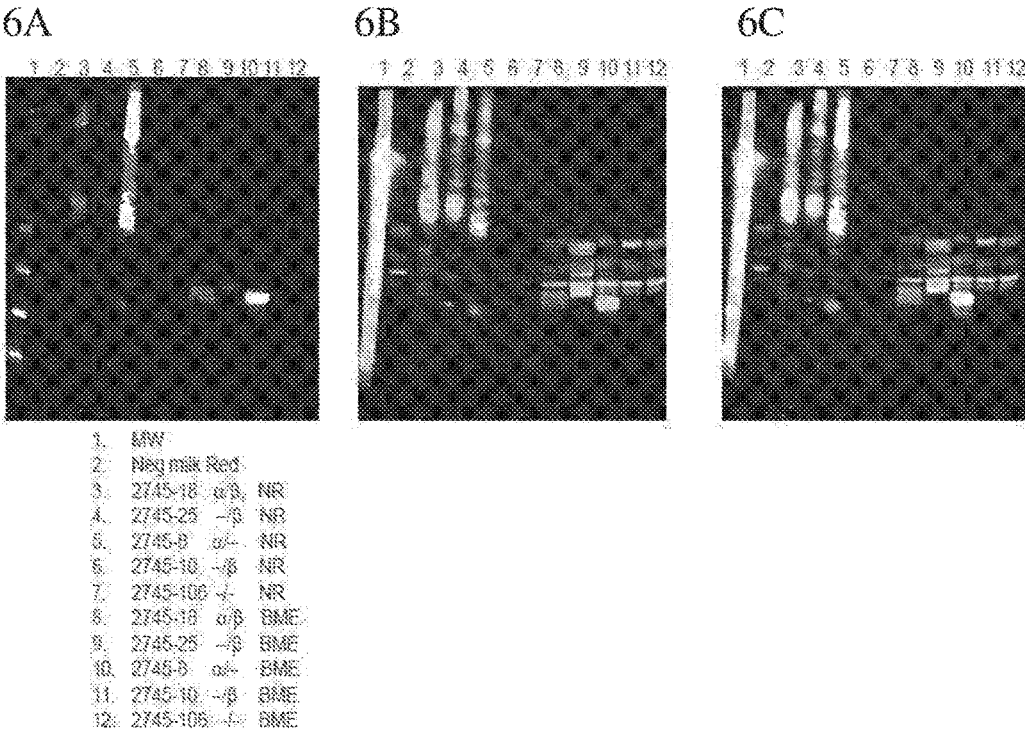 6A 6B 6C
1 2 3 4 5 6 7 8 9 10 11 12
1 2 3 4 5 6 7 8 9 10 11 12
1 2 3 4 5 6 7 8 9 10 11 12
1. MW
2. Neg milk Red
3. 2745-18 α/β, NR
4. 2745-25 --/β NR
5. 2745-8 α/-- NR
6. 2745-10 --/β NR
7. 2745-106 -/- NR
8. 2745-18 α/β BME
9. 2745-25 --/β BME
10. 2745-8 α/-- BME
11. 2745-10 --/β BME
12. 2745-106 -/- BME